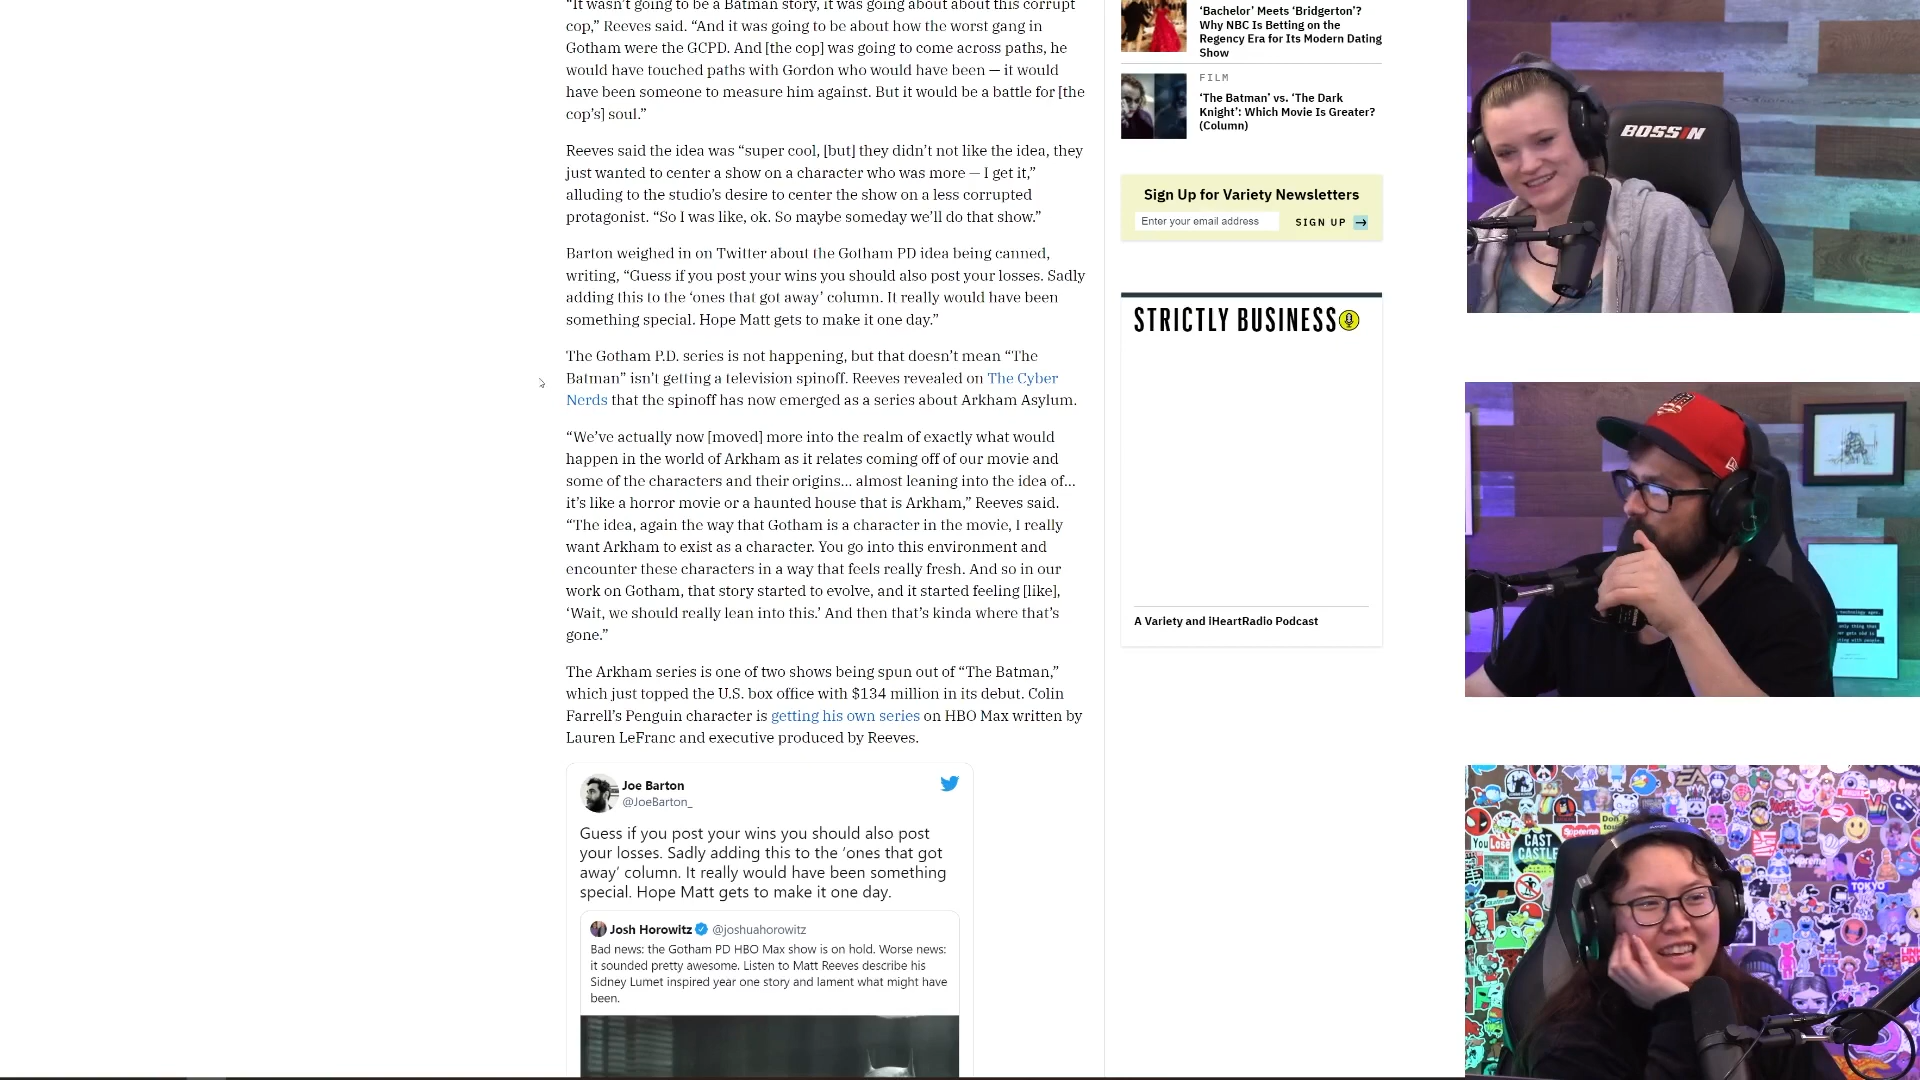 “It wasn’t going to be a Batman story, it was going about about this corrupt
cop,” Reeves said. “And it was going to be about how the worst gang in
Gotham were the GCPD. And [the cop] was going to come across paths, he
would have touched paths with Gordon who would have been — it would
have been someone to measure him against. But it would be a battle for [the
cop’s] soul.”
Reeves said the idea was “super cool, [but] they didn’t not like the idea, they
just wanted to center a show on a character who was more — I get it,”
alluding to the studio’s desire to center the show on a less corrupted
protagonist. “So I was like, ok. So maybe someday we’ll do that show.”
Barton weighed in on Twitter about the Gotham PD idea being canned,
writing, “Guess if you post your wins you should also post your losses. Sadly
adding this to the ‘ones that got away’ column. It really would have been
something special. Hope Matt gets to make it one day.”
The Gotham P.D. series is not happening, but that doesn’t mean “The
Batman” isn’t getting a television spinoff. Reeves revealed on The Cyber
Nerds that the spinoff has now emerged as a series about Arkham Asylum.
“We’ve actually now [moved] more into the realm of exactly what would
happen in the world of Arkham as it relates coming off of our movie and
some of the characters and their origins… almost leaning into the idea of…
it’s like a horror movie or a haunted house that is Arkham,” Reeves said.
“The idea, again the way that Gotham is a character in the movie, I really
want Arkham to exist as a character. You go into this environment and
encounter these characters in a way that feels really fresh. And so in our
work on Gotham, that story started to evolve, and it started feeling [like],
‘Wait, we should really lean into this.’ And then that’s kinda where that’s
gone.”
The Arkham series is one of two shows being spun out of “The Batman,”
which just topped the U.S. box office with $134 million in its debut. Colin
Farrell’s Penguin character is getting his own series on HBO Max written by
Lauren LeFranc and executive produced by Reeves.
Joe Barton
@JoeBarton_
Guess if you post your wins you should also post
your losses. Sadly adding this to the ‘ones that got
away’ column. It really would have been something
special. Hope Matt gets to make it one day.
Josh Horowitz @joshuahorowitz
Bad news: the Gotham PD HBO Max show is on hold. Worse news:
it sounded pretty awesome. Listen to Matt Reeves describe his
Sidney Lumet inspired year one story and lament what might have
been.
‘Bachelor’ Meets ‘Bridgerton’?
Why NBC Is Betting on the
Regency Era for Its Modern Dating
Show
FILM
‘The Batman’ vs. ‘The Dark
Knight’: Which Movie Is Greater?
(Column)
Sign Up for Variety Newsletters
Enter your email address
SIGN UP →
STRICTLY BUSINESS
A Variety and iHeartRadio Podcast
BOSSIN
You Lose
CAST
CASTLE
Supreme
TOKYO